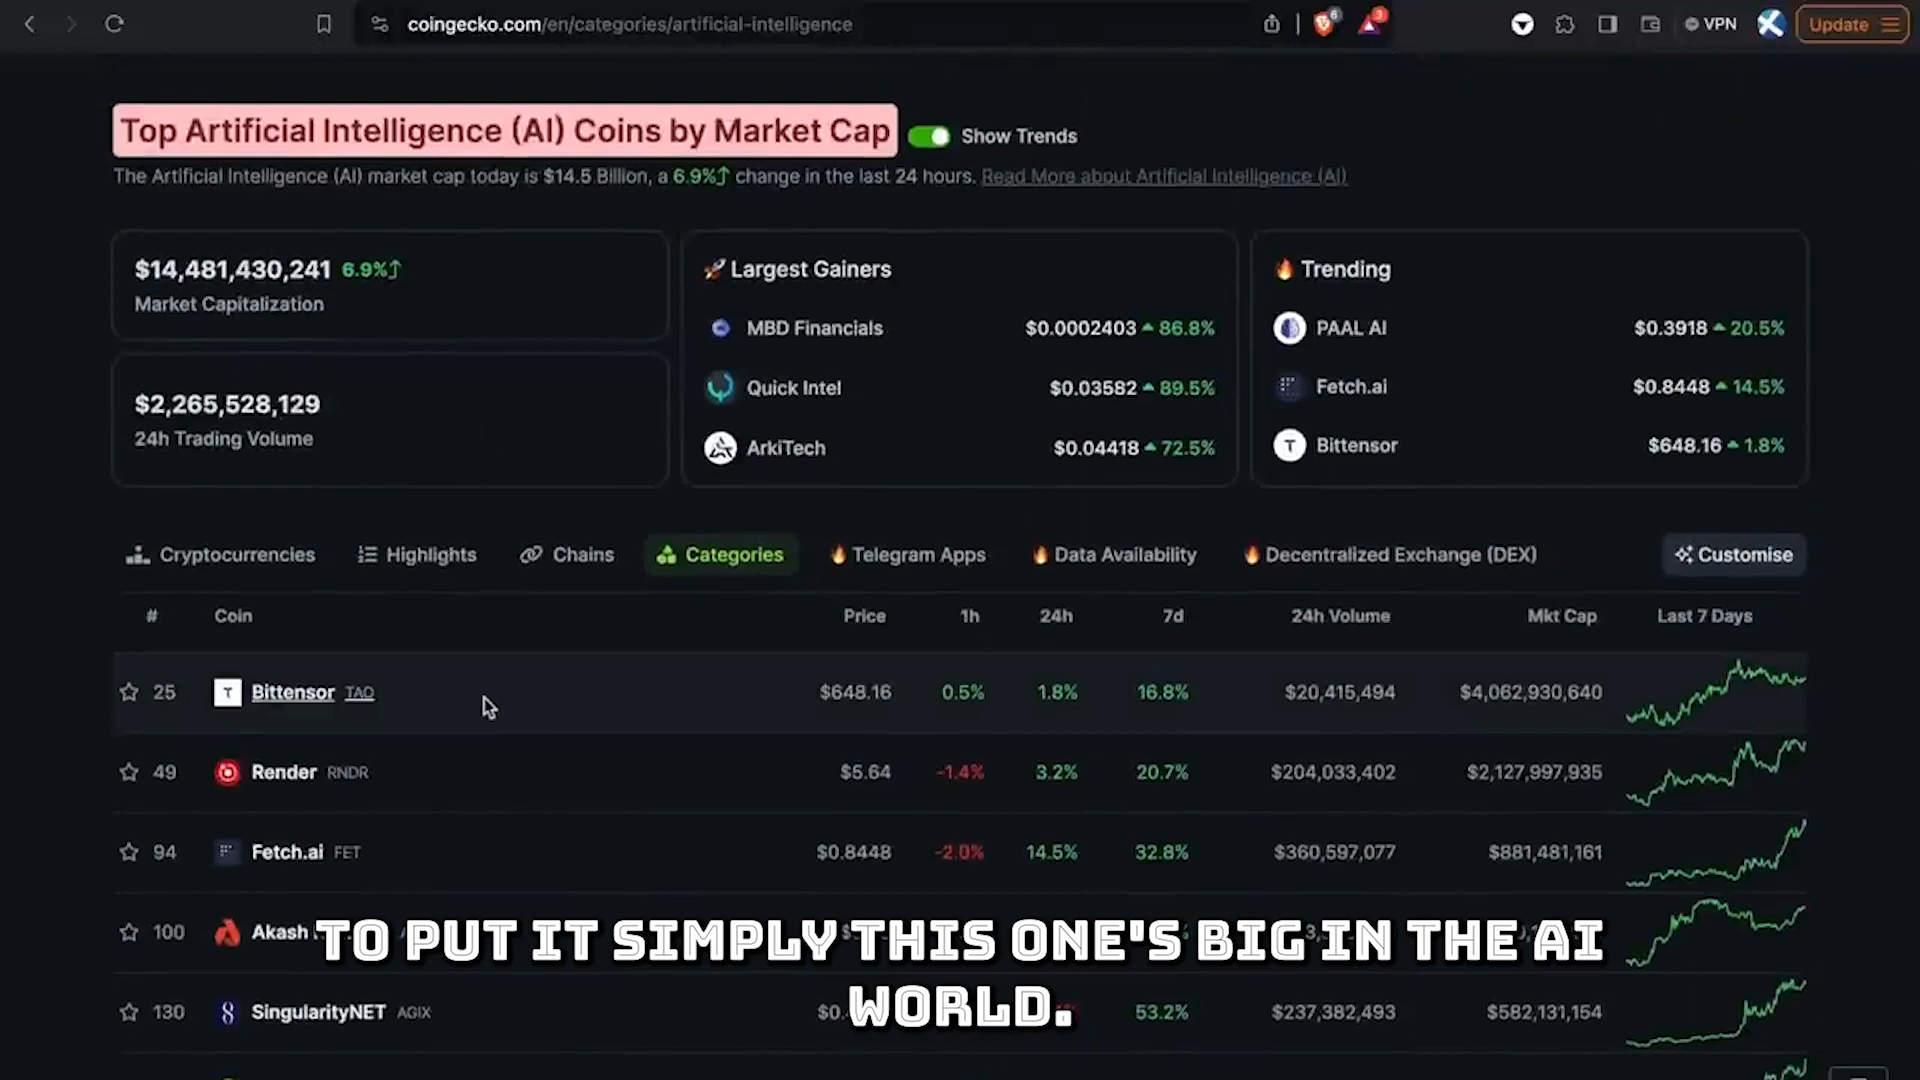 coingecko.com/en/categories/artificial-intelligence
6
3
VPN
Update
Top Artificial Intelligence (AI) Coins by Market Cap
Show Trends
The Artificial Intelligence (AI) market cap today is $14.5 Billion, a 6.9% change in the last 24 hours. Read More about Artificial Intelligence (AI)
$14,481,430,241 6.9%
Market Capitalization
$2,265,528,129
24h Trading Volume
Largest Gainers
MBD Financials $0.0002403 86.8%
Quick Intel $0.03582 89.5%
ArkiTech $0.04418 72.5%
Trending
PAAL AI $0.3918 20.5%
Fetch.ai $0.8448 14.5%
T Bittensor $648.16 1.8%
Cryptocurrencies Highlights Chains Categories Telegram Apps Data Availability Decentralized Exchange (DEX) Customise
# Coin Price 1h 24h 7d 24h Volume Mkt Cap Last 7 Days
25 T Bittensor TAO $648.16 0.5% 1.8% 16.8% $20,415,494 $4,062,930,640
49 Render RNDR $5.64 -1.4% 3.2% 20.7% $204,033,402 $2,127,997,935
94 Fetch.ai FET $0.8448 -2.0% 14.5% 32.8% $360,597,077 $881,481,161
100 Akash
130 SingularityNET AGIX 53.2% $237,382,493 $582,131,154
TO PUT IT SIMPLY THIS ONE'S BIG IN THE AI
WORLD.